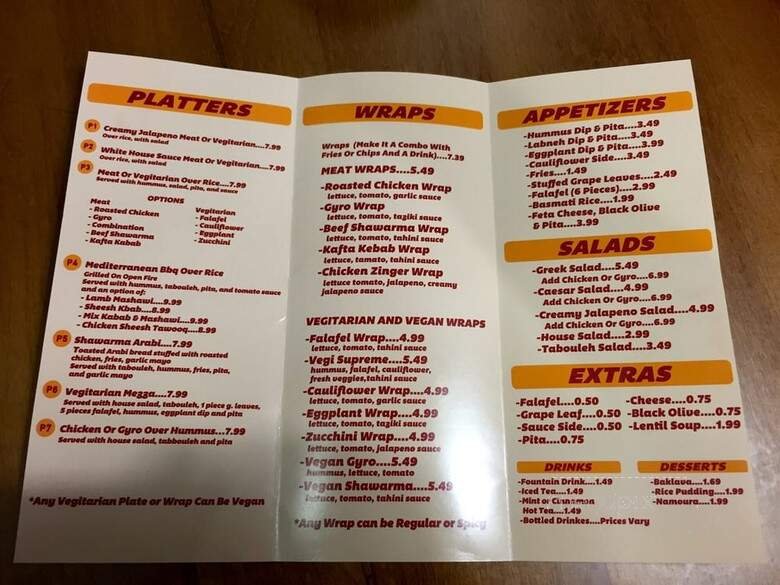 PLATTERS
P1 Creamy Jalapeno Meat Or Vegitarian....7.99
Over rice, with salad
P2 White House Sauce Meat Or Vegetarian....7.99
Over rice, with salad
P3 Meat Or Vegitarian Over Rice....7.99
Served with hummus, salad, pita, and sauce
OPTIONS
Meat
- Roasted Chicken
- Gyro
- Combination
- Beef Shawarma
- Kafta Kabab
Vegitarian
- Falafel
- Cauliflower
- Eggplant
- Zucchini
P4 Mediterranean Bbq Over Rice
Grilled On Open Fire
Served with hummus, tabouleh, pita, and tomato sauce
and an option of:
- Lamb Mashawi....9.99
- Sheesh Kbab....8.99
- Mix Kabab & Mashawi....9.99
- Chicken Sheesh Tawooq....8.99
P5 Shawarma Arabi....7.99
Toasted Arabi bread stuffed with roasted
chicken, fries, garlic mayo
Served with tabouleh, hummus, fries, pita,
and garlic mayo
P6 Vegitarian Mezza....7.99
Served with house salad, tabouleh, 1 piece g. leaves,
5 pieces falafel, hummus, eggplant dip and pita
P7 Chicken Or Gyro Over Hummus...7.99
Served with house salad, tabbouleh and pita
*Any Vegitarian Plate or Wrap Can Be Vegan
WRAPS
Wraps (Make It A Combo With
Fries Or Chips And A Drink)....7.39
MEAT WRAPS....5.49
-Roasted Chicken Wrap
lettuce, tomato, garlic sauce
-Gyro Wrap
lettuce, tomato, taziki sauce
-Beef Shawarma Wrap
lettuce, tomato, tahini sauce
-Kafta Kebab Wrap
lettuce, tamato, tahini sauce
-Chicken Zinger Wrap
lettuce tomato, jalapeno, creamy
jalapeno sauce
VEGITARIAN AND VEGAN WRAPS
-Falafel Wrap....4.99
lettuce, tomato, tahini sauce
-Vegi Supreme....5.49
hummus, falafel, cauliflower,
fresh veggies,tahini sauce
-Cauliflower Wrap....4.99
lettuce, tomato, garlic sauce
-Eggplant Wrap....4.99
lettuce, tomato, taziki sauce
-Zucchini Wrap....4.99
lettuce, tomato, jalapeno sauce
-Vegan Gyro....5.49
hummus, lettuce, tomato
-Vegan Shawarma....5.49
lettuce, tomato, tahini sauce
*Any Wrap can be Regular or Spicy
APPETIZERS
-Hummus Dip & Pita....3.49
-Labneh Dip & Pita....3.49
-Eggplant Dip & Pita....3.99
-Cauliflower Side....3.49
-Fries....1.49
-Stuffed Grape Leaves....2.49
-Falafel (6 Pieces)....2.99
-Basmati Rice....1.99
-Feta Cheese, Black Olive
& Pita....3.99
SALADS
-Greek Salad....5.49
Add Chicken Or Gyro....6.99
-Caesar Salad....4.99
Add Chicken Or Gyro....6.99
-Creamy Jalapeno Salad....4.99
Add Chicken Or Gyro....6.99
-House Salad....2.99
-Tabouleh Salad....3.49
EXTRAS
-Falafel....0.50
-Grape Leaf....0.50
-Sauce Side....0.50
-Pita....0.75
-Cheese....0.75
-Black Olive....0.75
-Lentil Soup....1.99
DRINKS
-Fountain Drink....1.49
-Iced Tea....1.49
-Mint or Cinnamon
Hot Tea....1.49
-Bottled Drinkes....Prices Vary
DESSERTS
-Baklava....1.69
-Rice Pudding....1.99
-Namoura....1.99